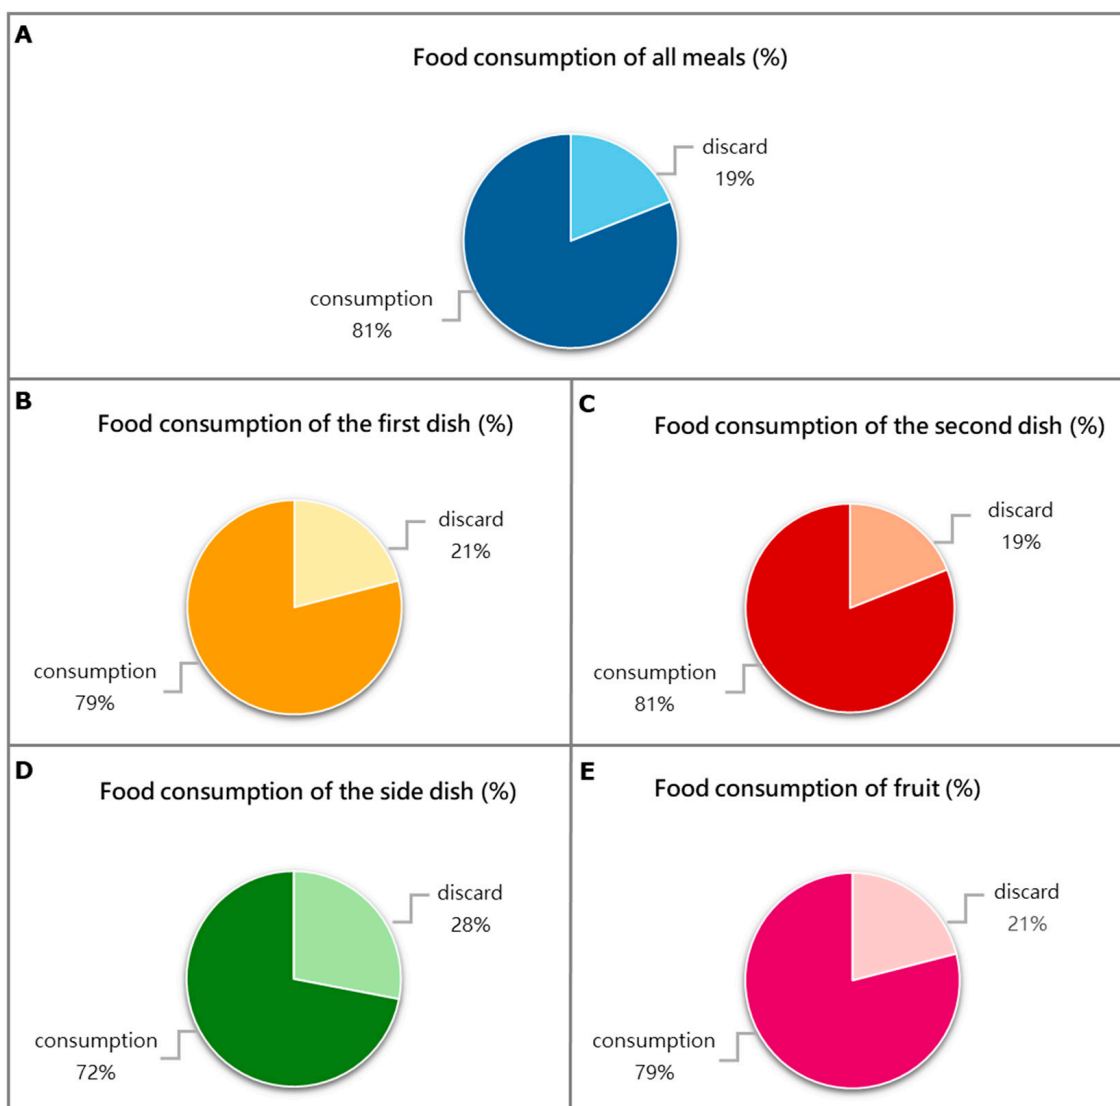 A
Food consumption of all meals (%)
discard
19%
consumption
81%
B
Food consumption of the first dish (%)
discard
21%
consumption
79%
C
Food consumption of the second dish (%)
discard
19%
consumption
81%
D
Food consumption of the side dish (%)
discard
28%
consumption
72%
E
Food consumption of fruit (%)
discard
21%
consumption
79%